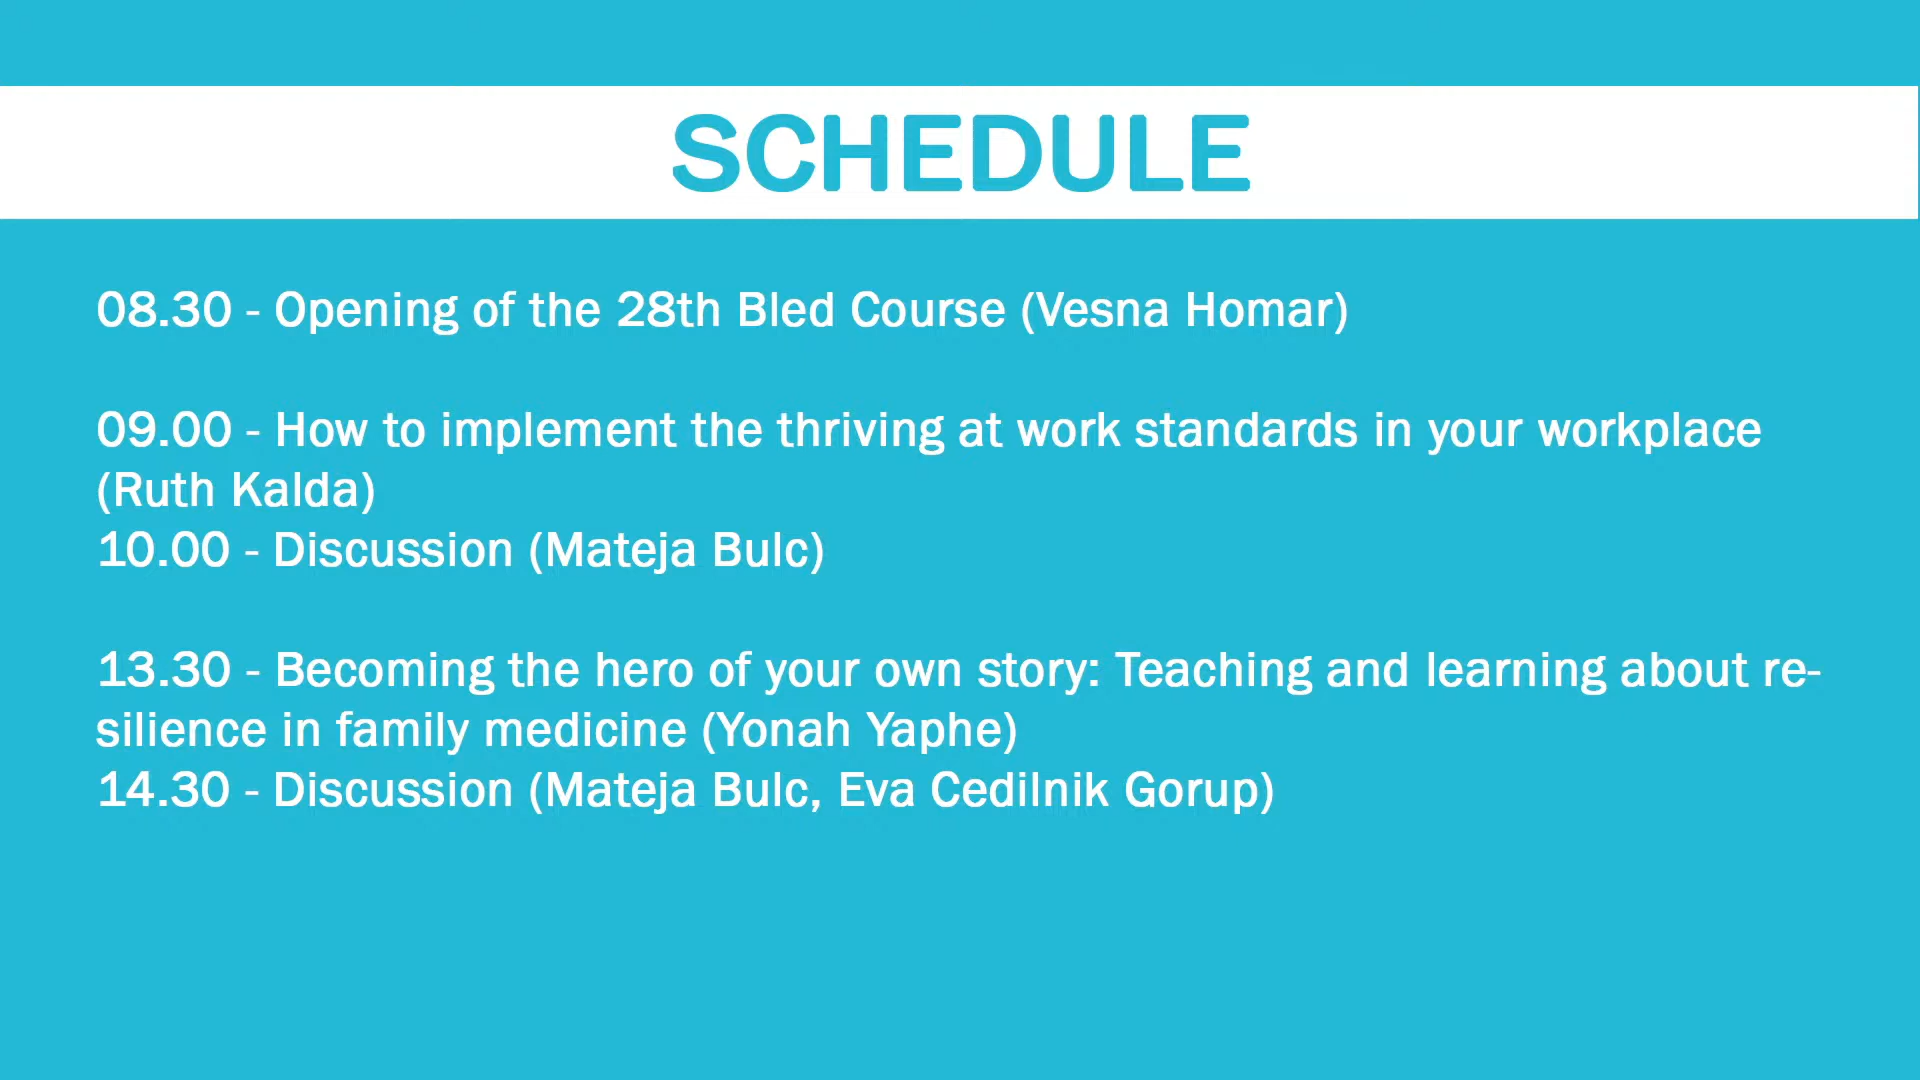 SCHEDULE
08.30 - Opening of the 28th Bled Course (Vesna Homar)
09.00 - How to implement the thriving at work standards in your workplace
(Ruth Kalda)
10.00 - Discussion (Mateja Bulc)
13.30 - Becoming the hero of your own story: Teaching and learning about re-
silience in family medicine (Yonah Yaphe)
14.30 - Discussion (Mateja Bulc, Eva Cedilnik Gorup)